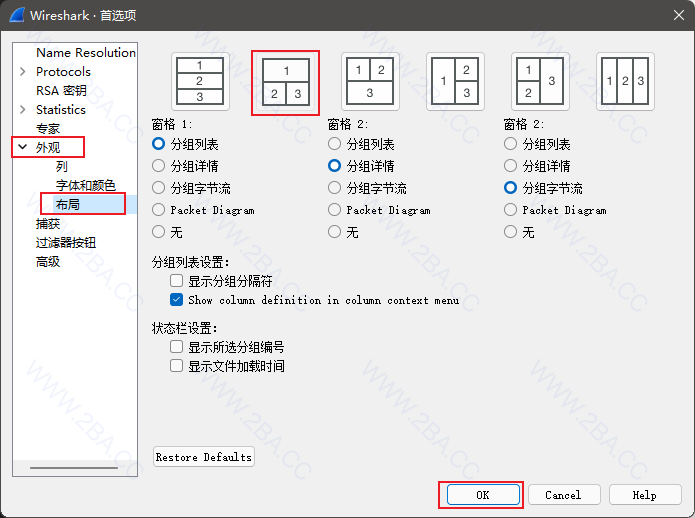 Wireshark · 首选项
Name Resolution
Protocols
RSA 密钥
Statistics
专家
外观
列
字体和颜色
布局
捕获
过滤器按钮
高级
1
2
3
1
2 3
1 2
3
1 2
3
1 3
2
1 2 3
窗格 1: 窗格 2: 窗格 2:
分组列表 分组列表 分组列表
分组详情 分组详情 分组详情
分组字节流 分组字节流 分组字节流
Packet Diagram Packet Diagram Packet Diagram
无 无 无
分组列表设置:
显示分组分隔符
Show column definition in column context menu
状态栏设置:
显示所选分组编号
显示文件加载时间
Restore Defaults
OK Cancel Help
WWW.2BA.CC